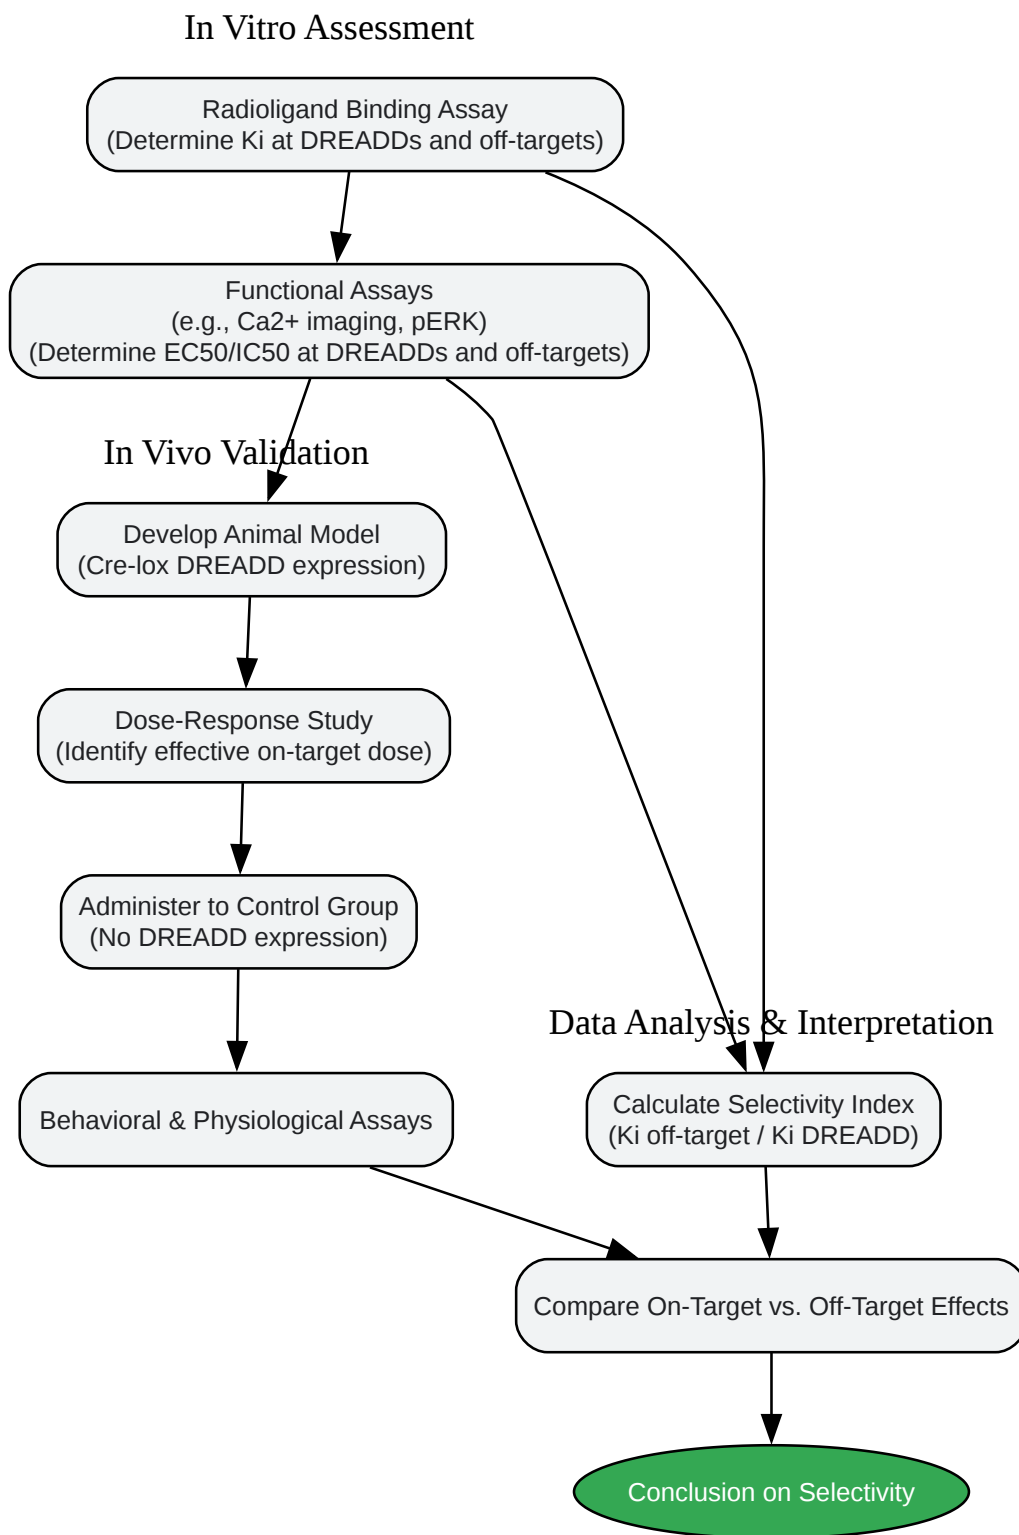 In Vitro Assessment
Radioligand Binding Assay
(Determine Ki at DREADDs and off-targets)
Functional Assays
(e.g., Ca2+ imaging, pERK)
(Determine EC50/IC50 at DREADDs and off-targets)
In Vivo Validation
Develop Animal Model
(Cre-lox DREADD expression)
Dose-Response Study
(Identify effective on-target dose)
Administer to Control Group
(No DREADD expression)
Behavioral & Physiological Assays
Data Analysis & Interpretation
Calculate Selectivity Index
(Ki off-target / Ki DREADD)
Compare On-Target vs. Off-Target Effects
Conclusion on Selectivity